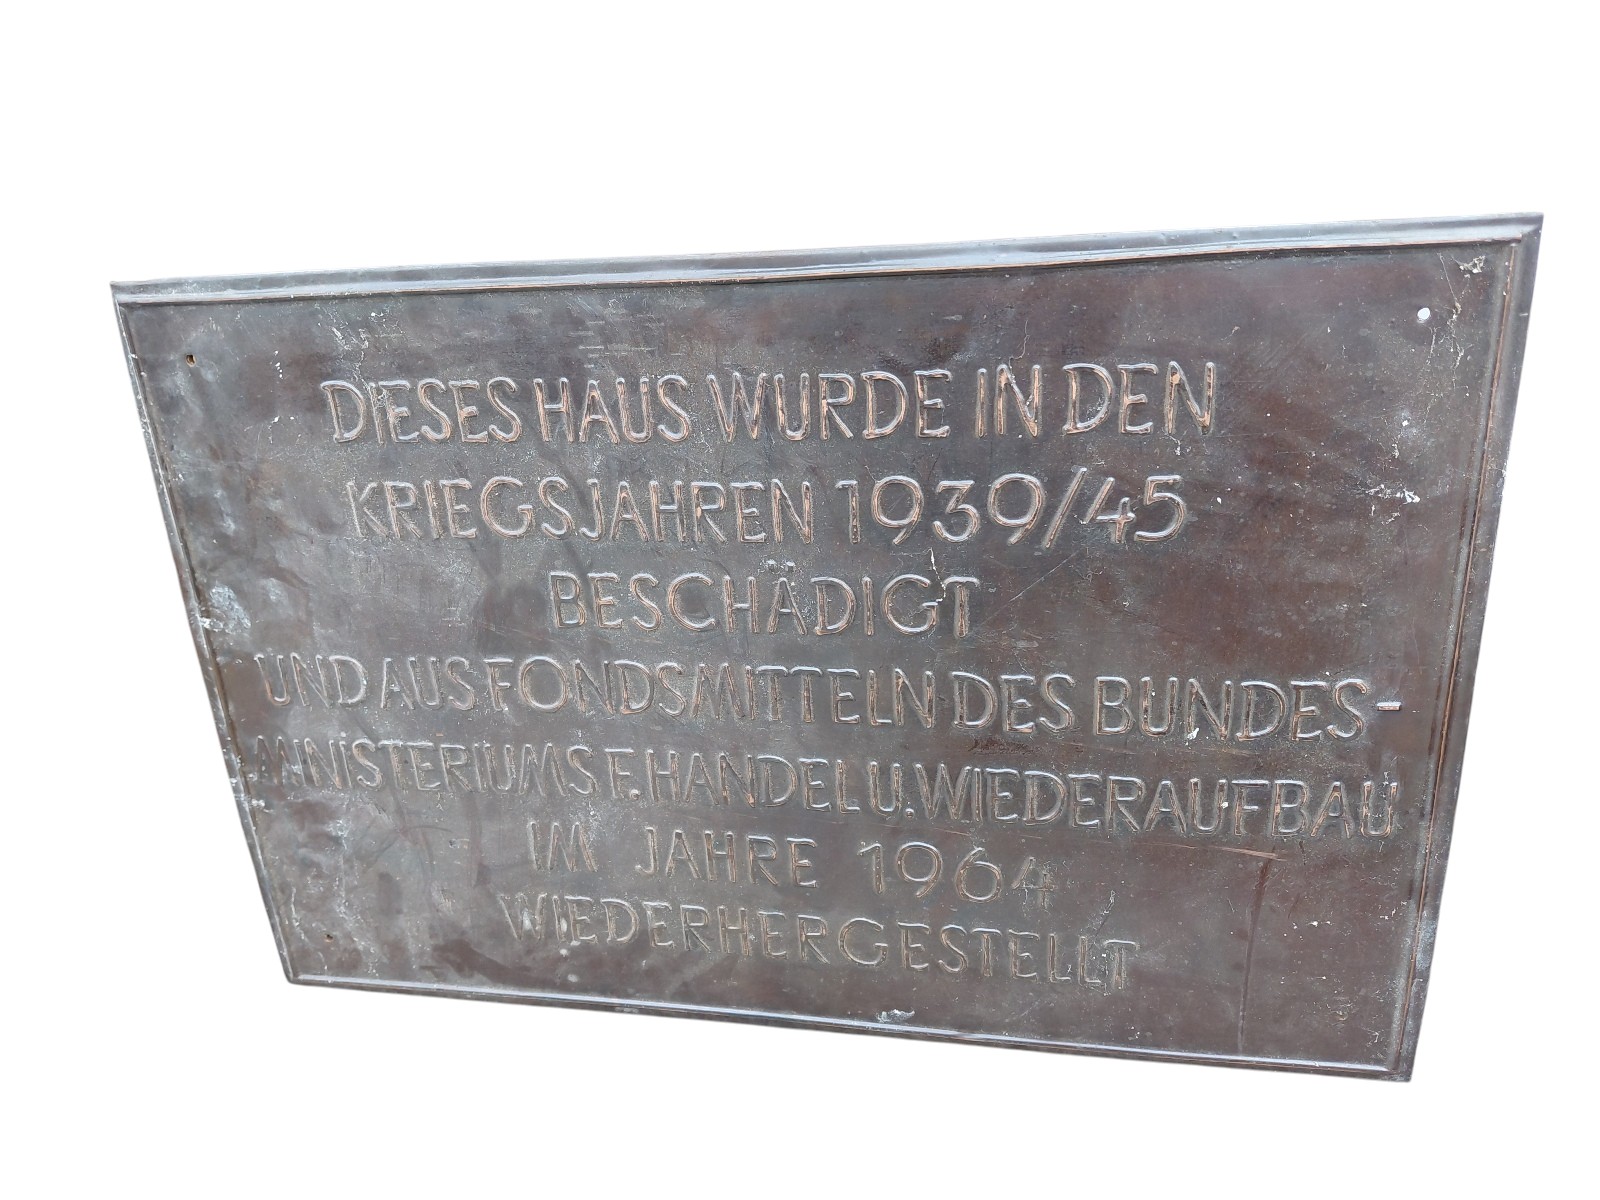 DIESES HAUS WURDE IN DEN
KRIEGSJAHREN 1939/45
BESCHÄDIGT
UND AUS FONDSMITTELN DES BUNDES-
MINISTERIUMS F. HANDEL U. WIEDERAUFBAU
IM JAHRE 1964
WIEDERHERGESTELLT